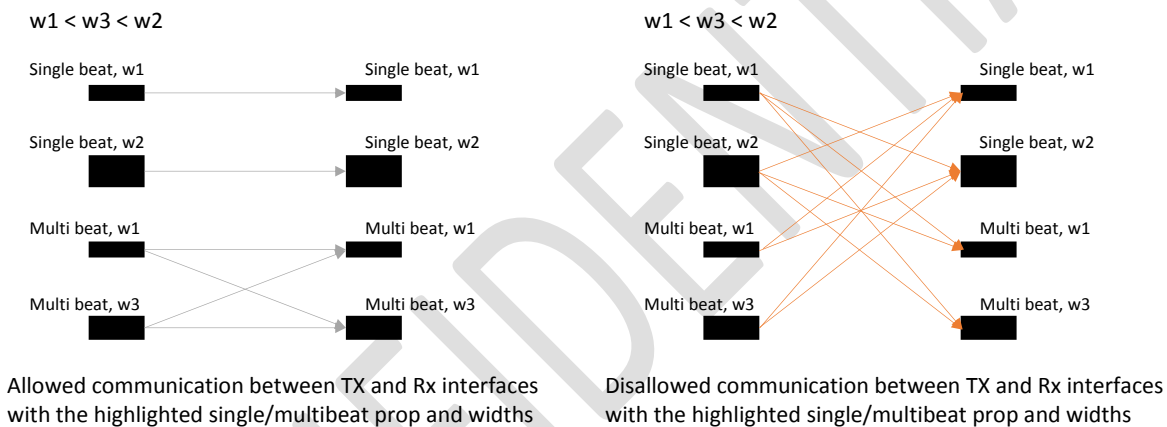 w1 < w3 < w2
Single beat, w1
Single beat, w1
Single beat, w2
Single beat, w2
Multi beat, w1
Multi beat, w1
Multi beat, w3
Multi beat, w3
Allowed communication between TX and Rx interfaces
with the highlighted single/multibeat prop and widths
w1 < w3 < w2
Single beat, w1
Single beat, w1
Single beat, w2
Single beat, w2
Multi beat, w1
Multi beat, w1
Multi beat, w3
Multi beat, w3
Disallowed communication between TX and Rx interfaces
with the highlighted single/multibeat prop and widths